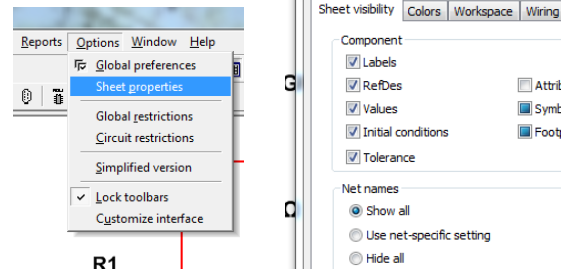 Reports Options Window Help
Global preferences
Sheet properties
Global restrictions
Circuit restrictions
Simplified version
Lock toolbars
Customize interface
R1
Sheet visibility Colors Workspace Wiring
Component
Labels
RefDes
Values
Initial conditions
Tolerance
Net names
Show all
Use net-specific setting
Hide all